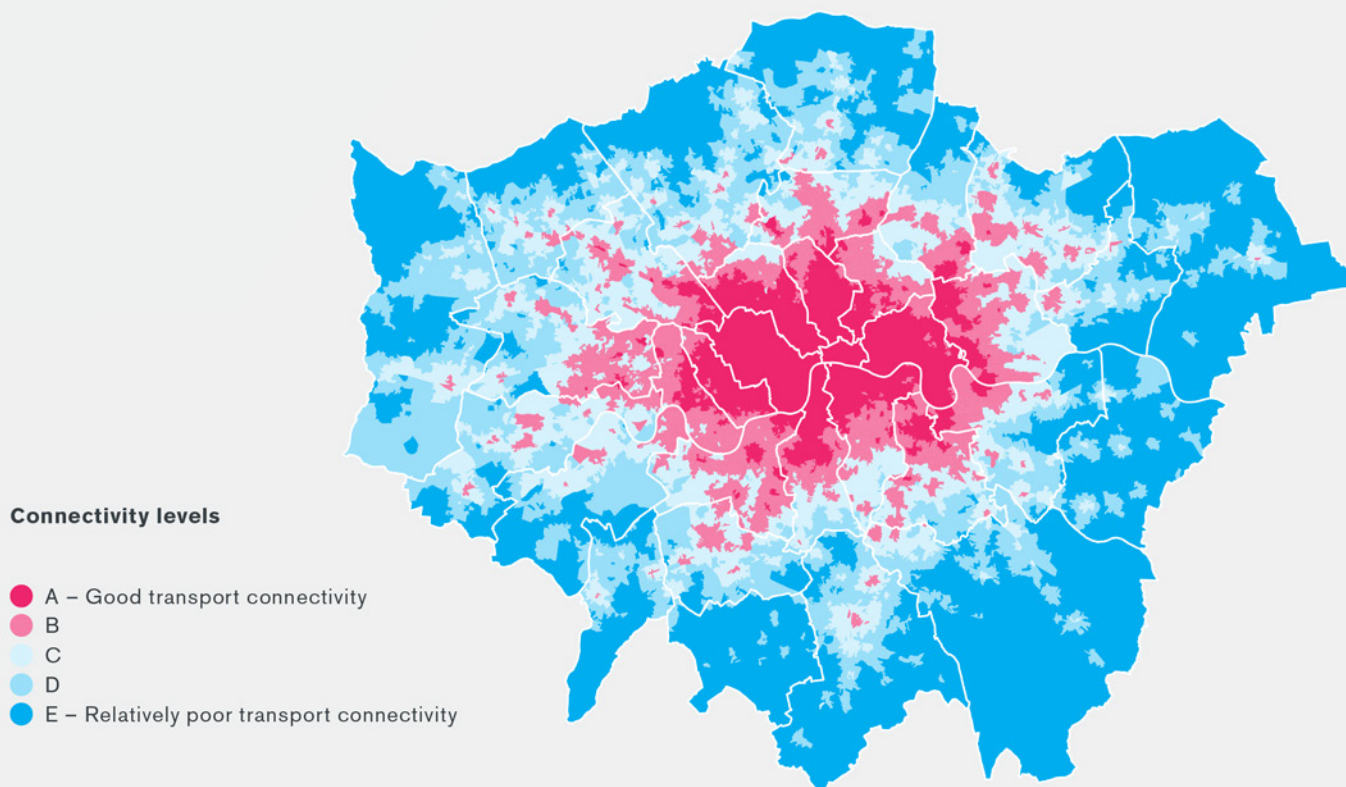 Connectivity levels
A – Good transport connectivity
B
C
D
E – Relatively poor transport connectivity